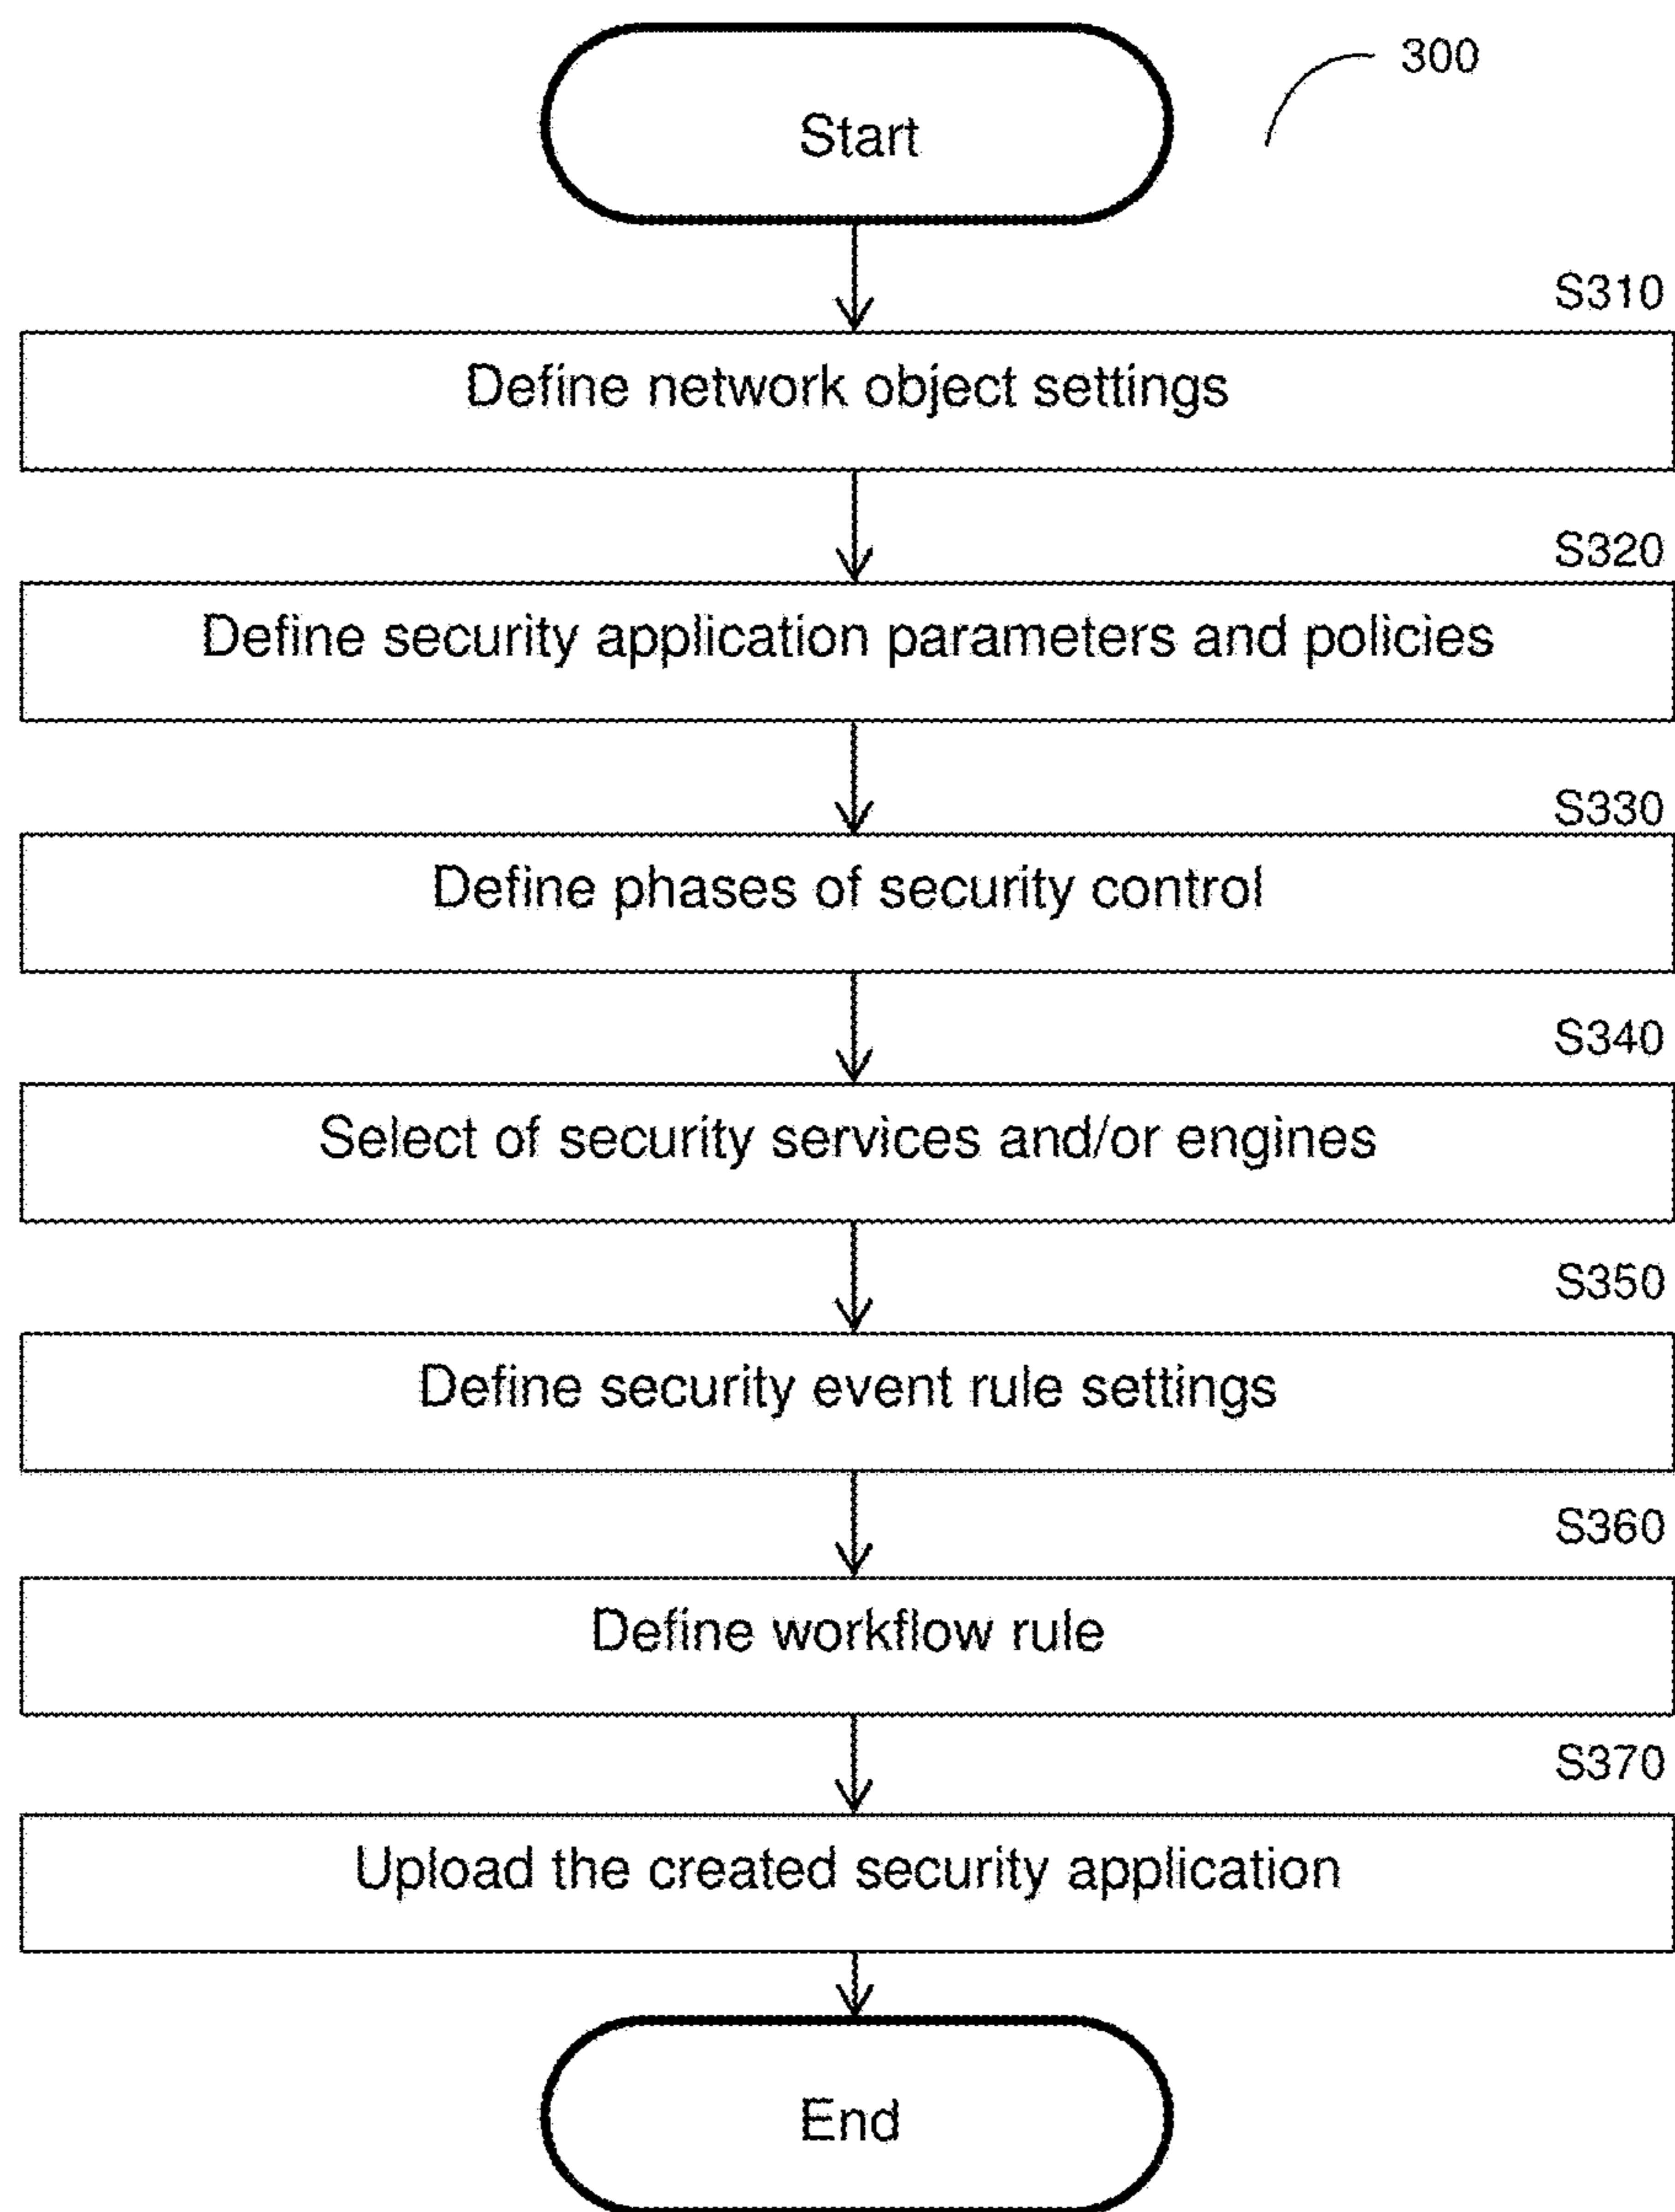 300
Start
S310
Define network object settings
S320
Define security application parameters and policies
S330
Define phases of security control
S340
Select of security services and/or engines
S350
Define security event rule settings
S360
Define workflow rule
S370
Upload the created security application
End